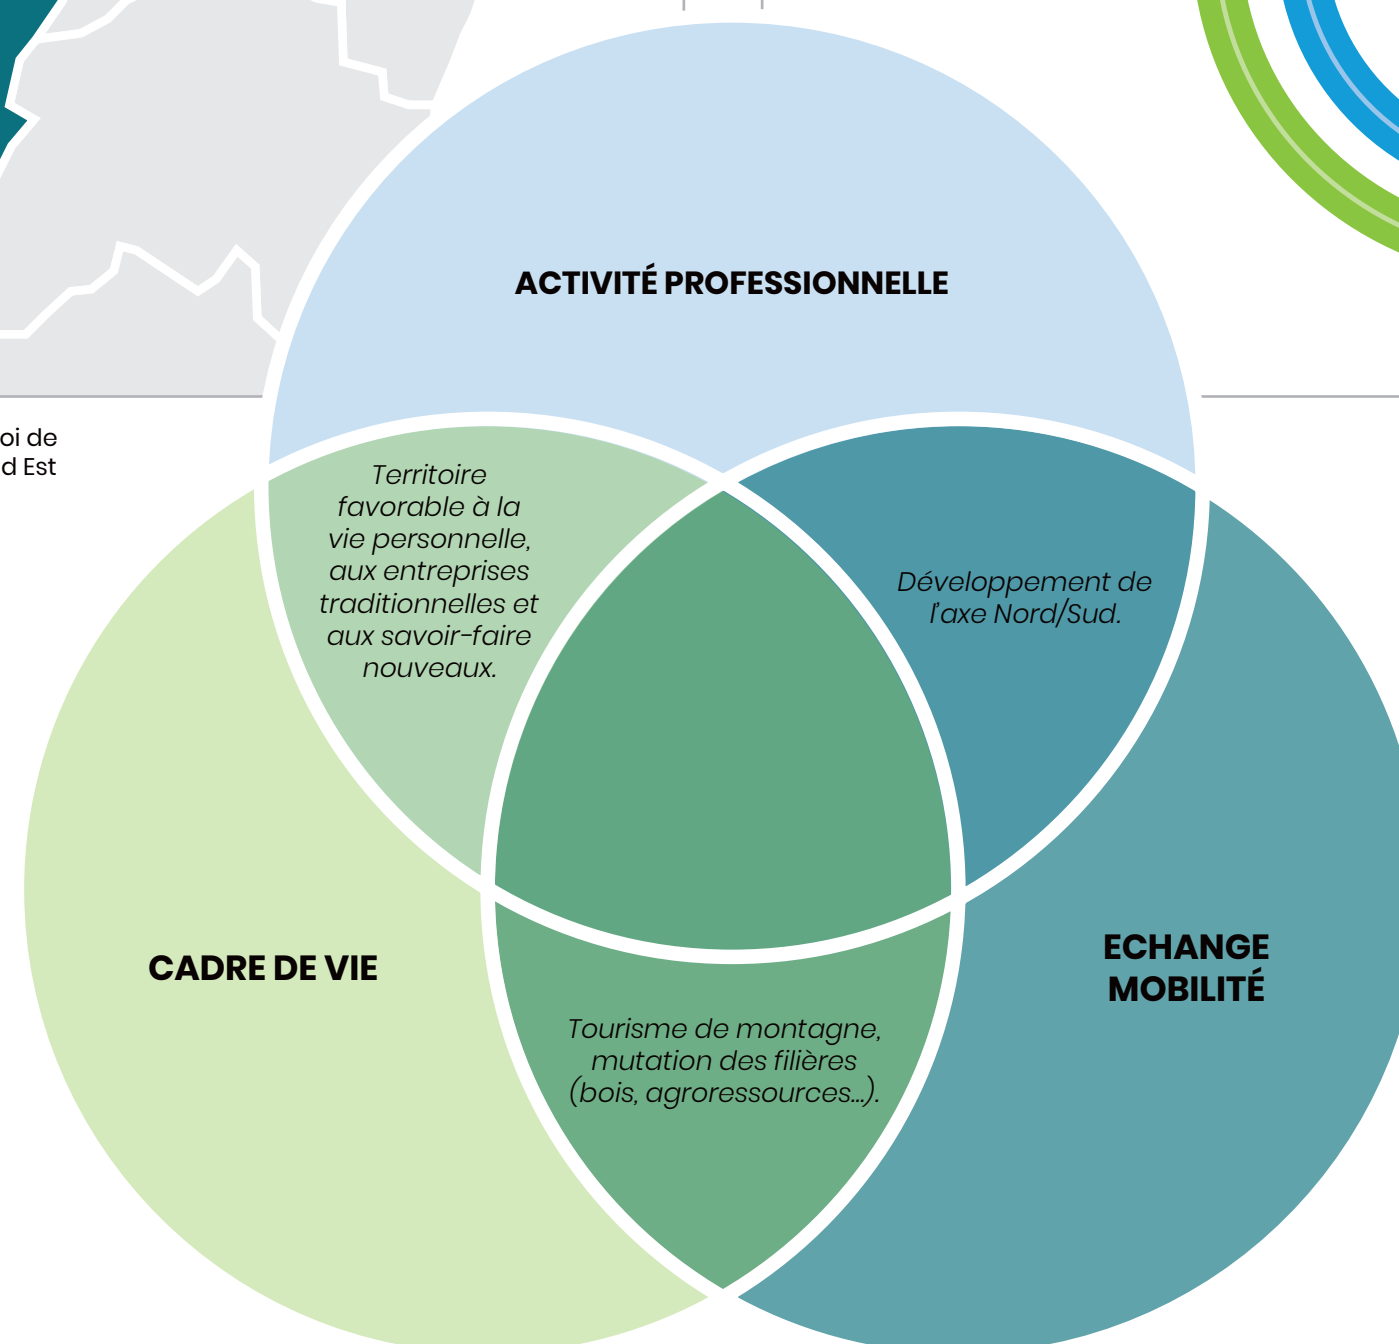 ACTIVITÉ PROFESSIONNELLE
oi de
d Est
Territoire
favorable à la
vie personnelle,
aux entreprises
traditionnelles et
aux savoir-faire
nouveaux.
Développement de
l'axe Nord/Sud.
CADRE DE VIE
ECHANGE
MOBILITÉ
Tourisme de montagne,
mutation des filières
(bois, agroressources...).